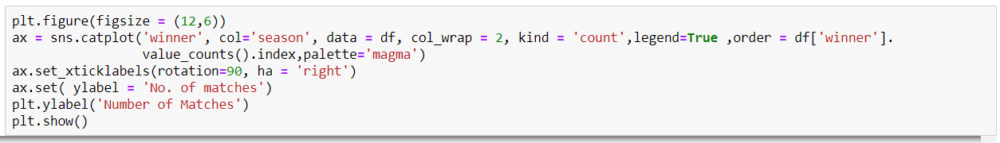 plt.figure(figsize = (12,6))
ax = sns.catplot('winner', col='season', data = df, col_wrap = 2, kind = 'count',legend=True ,order = df['winner'].
value_counts().index,palette='magma')
ax.set_xticklabels(rotation=90, ha = 'right')
ax.set( ylabel = 'No. of matches')
plt.ylabel('Number of Matches')
plt.show()